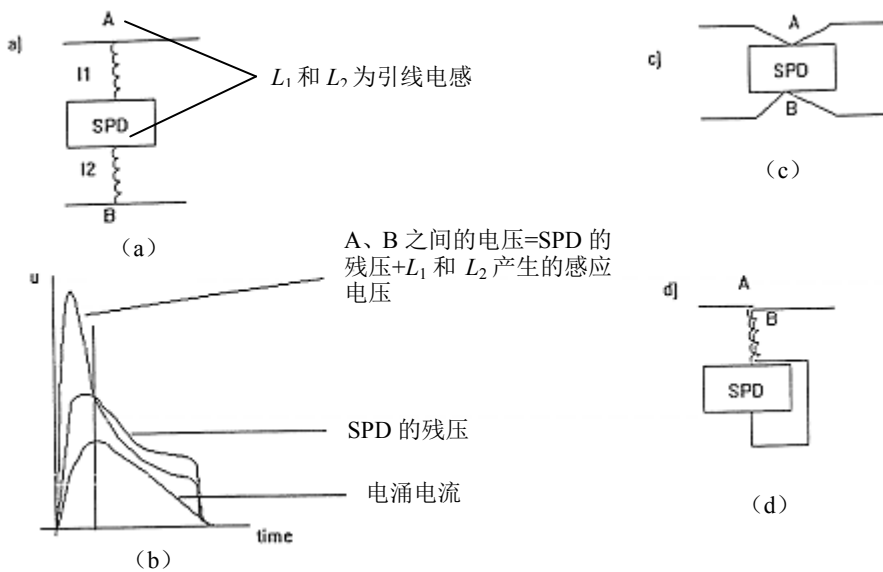 a)
A
l1
SPD
l2
B
(a)
L₁ 和 L₂ 为引线电感
c)
A
SPD
B
(c)
u
A、B 之间的电压=SPD 的
残压+L₁ 和 L₂ 产生的感应
电压
SPD 的残压
电涌电流
time
(b)
d)
A
B
SPD
(d)